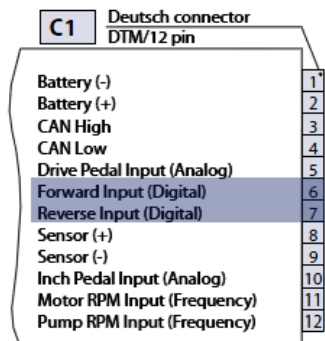 C1
Deutsch connector
DTM/12 pin
Battery (-) 1
Battery (+) 2
CAN High 3
CAN Low 4
Drive Pedal Input (Analog) 5
Forward Input (Digital) 6
Reverse Input (Digital) 7
Sensor (+) 8
Sensor (-) 9
Inch Pedal Input (Analog) 10
Motor RPM Input (Frequency) 11
Pump RPM Input (Frequency) 12